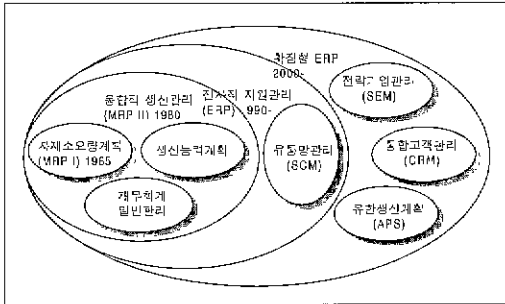 확장형 ERP
2000-
전략기업관리
(SEM)
통합적 생산관리
(MRP II) 1980
전사적 지원관리
(ERP) 1990-
자재소요량계획
(MRP I) 1965
생산능력계획
유통망관리
(SCM)
통합고객관리
(CRM)
재무회계
일반관리
유한생산계획
(APS)